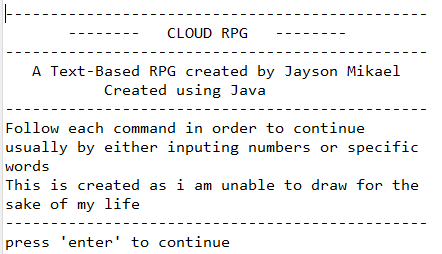 -----------------------------------------------
-------- CLOUD RPG --------
-----------------------------------------------
A Text-Based RPG created by Jayson Mikael
Created using Java
-----------------------------------------------
Follow each command in order to continue
usually by either inputing numbers or specific
words
This is created as i am unable to draw for the
sake of my life
-----------------------------------------------
press 'enter' to continue